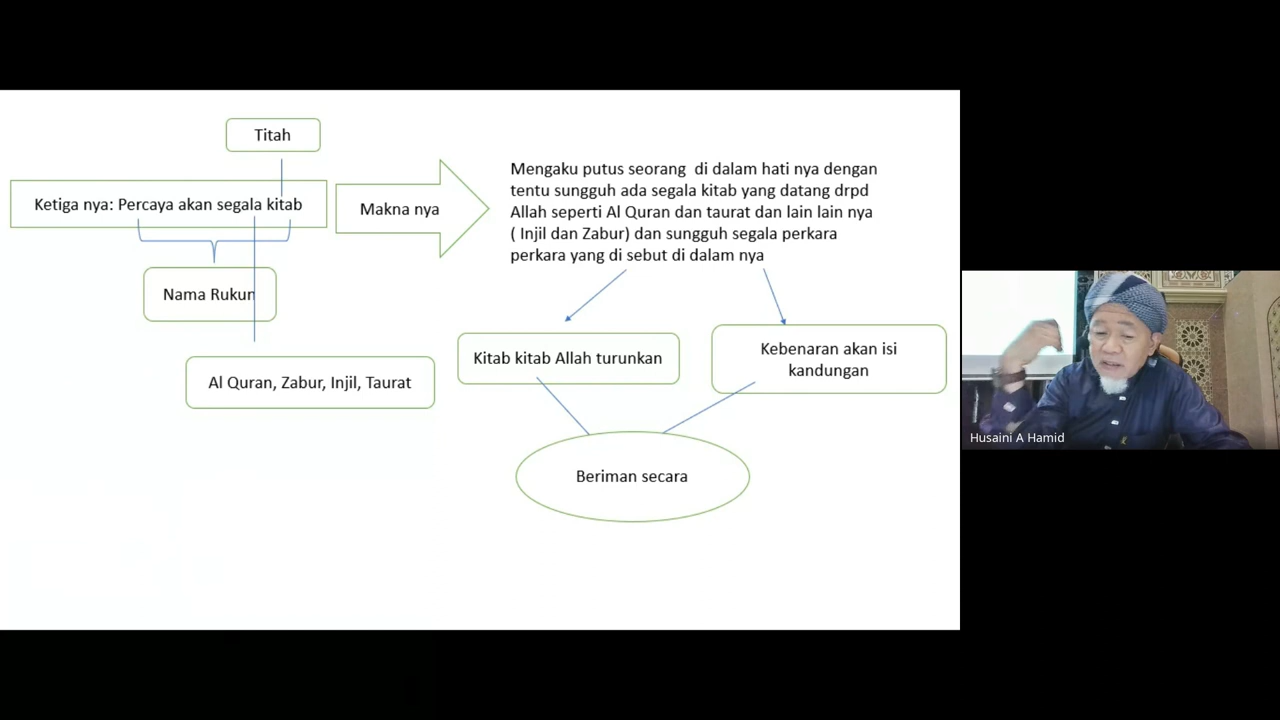 Titah
Ketiga nya: Percaya akan segala kitab
Makna nya
Mengaku putus seorang di dalam hati nya dengan
tentu sungguh ada segala kitab yang datang drpd
Allah seperti Al Quran dan taurat dan lain lain nya
( Injil dan Zabur) dan sungguh segala perkara
perkara yang di sebut di dalam nya
Nama Rukun
Al Quran, Zabur, Injil, Taurat
Kitab kitab Allah turunkan
Kebenaran akan isi
kandungan
Beriman secara
Husaini A Hamid